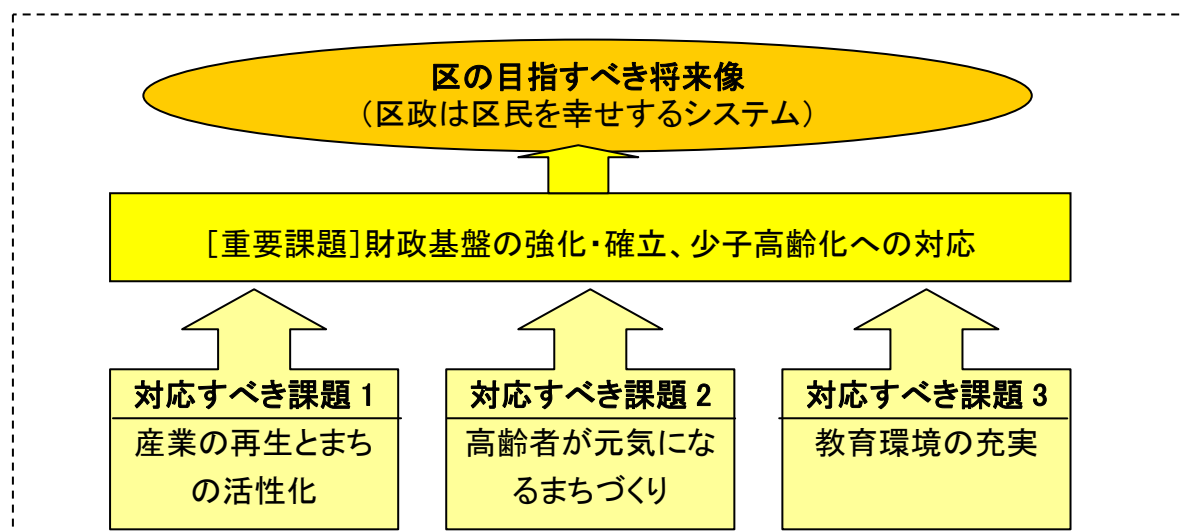 区の目指すべき将来像
（区政は区民を幸せするシステム）
［重要課題］財政基盤の強化・確立、少子高齢化への対応
対応すべき課題 1
産業の再生とまち
の活性化
対応すべき課題 2
高齢者が元気にな
るまちづくり
対応すべき課題 3
教育環境の充実